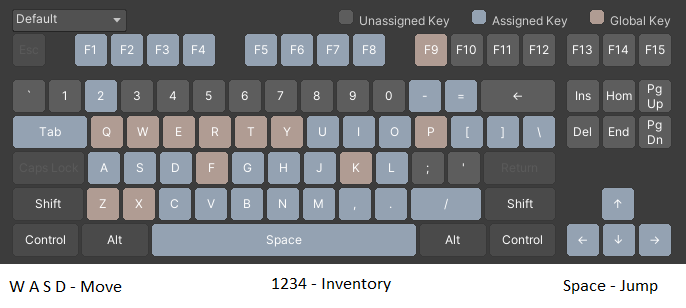 Default Unassigned Key Assigned Key Global Key
Esc F1 F2 F3 F4 F5 F6 F7 F8 F9 F10 F11 F12 F13 F14 F15
` 1 2 3 4 5 6 7 8 9 0 - = ← Ins Hom Pg Up
Tab Q W E R T Y U I O P [ ] \ Del End Pg Dn
Caps Lock A S D F G H J K L ; ' Return
Shift Z X C V B N M , . / Shift ↑
Control Alt Space Alt Control ← ↓ →
W A S D - Move 1234 - Inventory Space - Jump